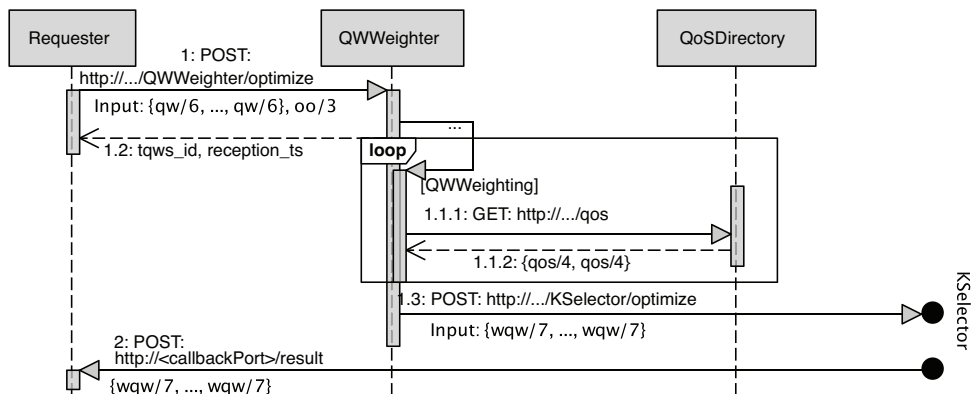 Requester
QWWeighter
QoSDirectory
1: POST:
http://.../QWWeighter/optimize
Input: {qw/6, ..., qw/6}, oo/3
...
1.2: tqws_id, reception_ts
loop
[QWWeighting]
1.1.1: GET: http://.../qos
1.1.2: {qos/4, qos/4}
1.3: POST: http://.../KSelector/optimize
Input: {wqw/7, ..., wqw/7}
KSelector
2: POST:
http://<callbackPort>/result
{wqw/7, ..., wqw/7}